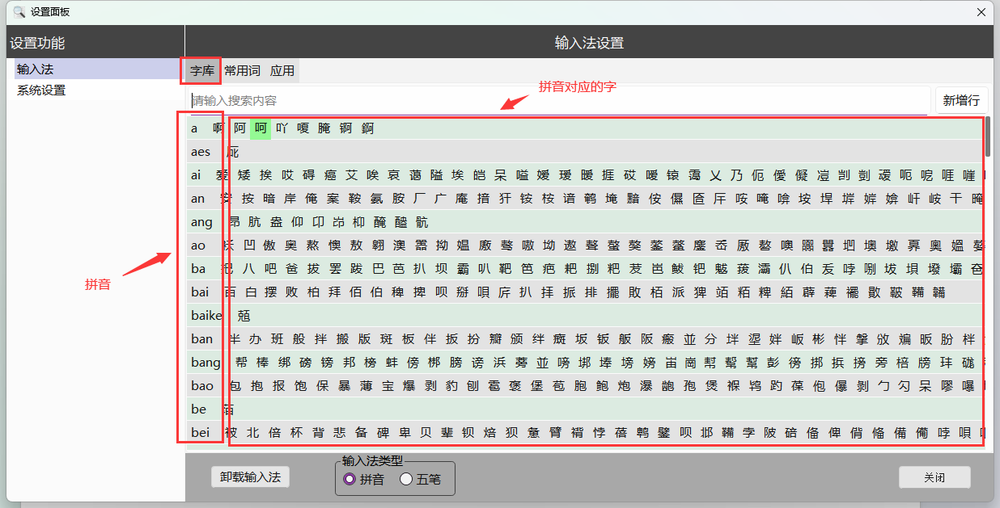 设置面板
设置功能
输入法设置
输入法
系统设置
字库 常用词 应用
拼音对应的字
请输入搜索内容
新增行
a 啊 阿 呵 吖 嗄 腌 锕 錒
aes 厑
ai 爱 矮 挨 哎 碍 癌 艾 唉 哀 蔼 隘 埃 皑 呆 嗌 嫒 瑷 暧 捱 砹 嗳 锿 霭 乂 乃 伌 僾 儗 凒 剀 剴 叆 呃 呝 啀 嘊
an 安 按 暗 岸 俺 案 鞍 氨 胺 厂 广 庵 揞 犴 铵 桉 谙 鹌 埯 黯 侒 儑 匼 厈 咹 唵 啽 垵 垾 堓 婩 媕 屽 峖 干 晻
ang 昂 肮 盎 仰 卬 岇 枊 醃 醠 骯
ao 袄 凹 傲 奥 熬 懊 敖 翱 澳 嚣 拗 媪 廒 骜 嗷 坳 遨 聱 螯 獒 鏊 鳌 鏖 岙 厫 嶅 噢 嚻 囂 垇 墺 墽 奡 奧 媼 嫯
ba 把 八 吧 爸 拔 罢 跋 巴 芭 扒 坝 霸 叭 靶 笆 疤 耙 捌 粑 茇 岜 鲅 钯 魃 菝 灞 仈 伯 叐 哱 唰 坺 垻 墢 壩 夿
bai 百 白 摆 败 柏 拜 佰 伯 稗 捭 呗 掰 唄 庍 扒 拝 挀 排 擺 敗 栢 派 猈 竡 粨 粺 絔 薜 薭 襬 贁 鞁 鞴 韛
baike 兡
ban 半 办 班 般 拌 搬 版 斑 板 伴 扳 扮 瓣 颁 绊 癍 坂 钣 舨 阪 瘢 並 分 坢 埿 姅 岅 彬 怑 搫 攽 斒 昄 肦 柈
bang 帮 棒 绑 磅 镑 邦 榜 蚌 傍 梆 膀 谤 浜 蒡 並 嗙 垹 埲 塝 嫎 峀 崗 幇 幚 幫 彭 徬 挷 捠 搒 旁 棓 牓 玤 硥
bao 包 抱 报 饱 保 暴 薄 宝 爆 剥 豹 刨 雹 褒 堡 苞 胞 鲍 炮 瀑 龅 孢 煲 褓 鸨 趵 葆 佨 儤 剝 勹 勽 呆 嘐 嚗
be 萡
bei 被 北 倍 杯 背 悲 备 碑 卑 贝 辈 钡 焙 狈 惫 臂 褙 悖 蓓 鹎 鐾 呗 邶 鞴 孛 陂 碚 俻 俾 偝 偹 備 僃 哱 唄
拼音
卸载输入法
输入法类型
拼音 五笔
关闭